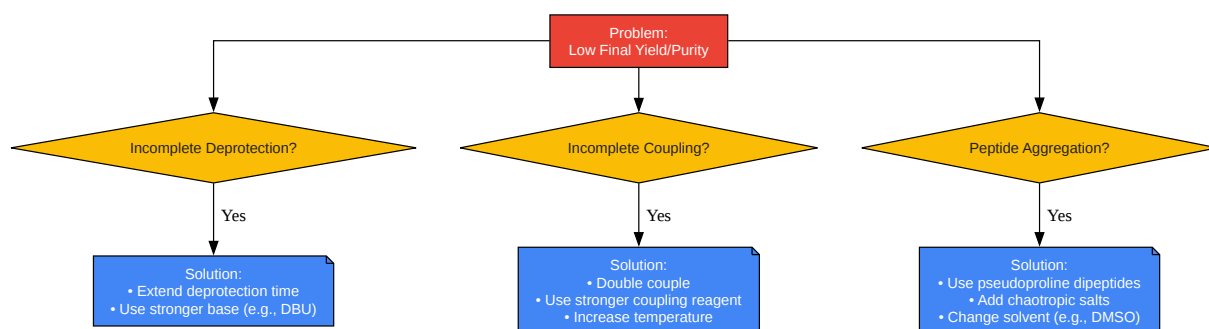 Problem:
Low Final Yield/Purity
Incomplete Deprotection?
Incomplete Coupling?
Peptide Aggregation?
Yes
Yes
Yes
Solution:
• Extend deprotection time
• Use stronger base (e.g., DBU)
Solution:
• Double couple
• Use stronger coupling reagent
• Increase temperature
Solution:
• Use pseudoproline dipeptides
• Add chaotropic salts
• Change solvent (e.g., DMSO)